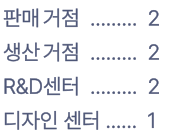 판매 거점 ......... 2
생산 거점 ......... 2
R&D센터 ......... 2
디자인 센터 ...... 1